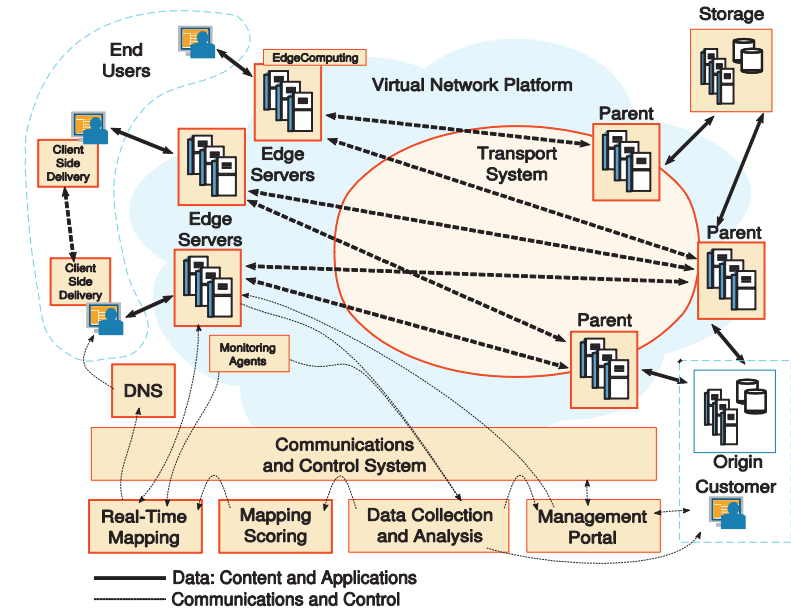 Storage
End
Users
EdgeComputing
Virtual Network Platform
Parent
Client
Side
Delivery
Edge
Servers
Transport
System
Edge
Servers
Parent
Client
Side
Delivery
Parent
Monitoring
Agents
DNS
Communications
and Control System
Origin
Customer
Real-Time
Mapping
Mapping
Scoring
Data Collection
and Analysis
Management
Portal
Data: Content and Applications
Communications and Control